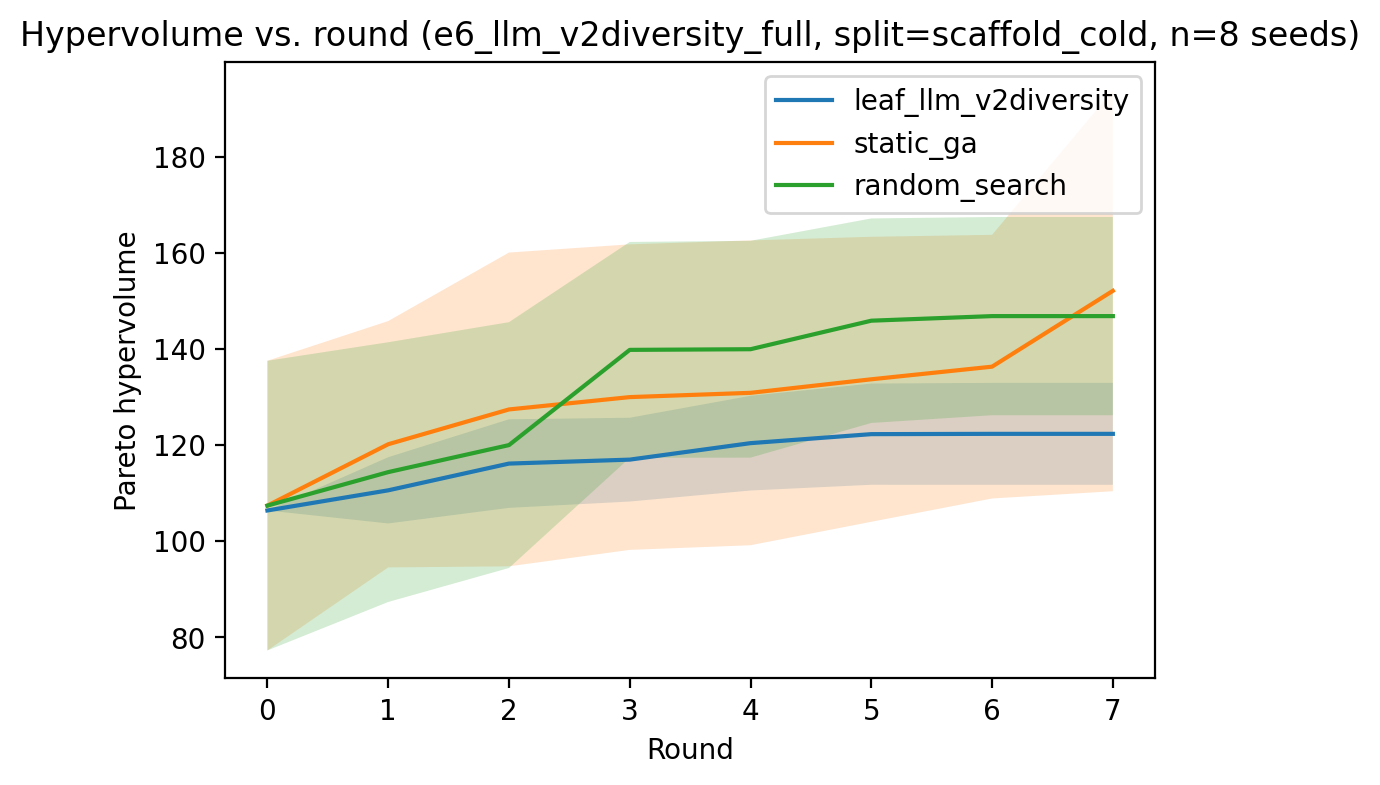 Hypervolume vs. round (e6_llm_v2diversity_full, split=scaffold_cold, n=8 seeds)
leaf_llm_v2diversity
static_ga
random_search
Pareto hypervolume
180
160
140
120
100
80
0 1 2 3 4 5 6 7
Round